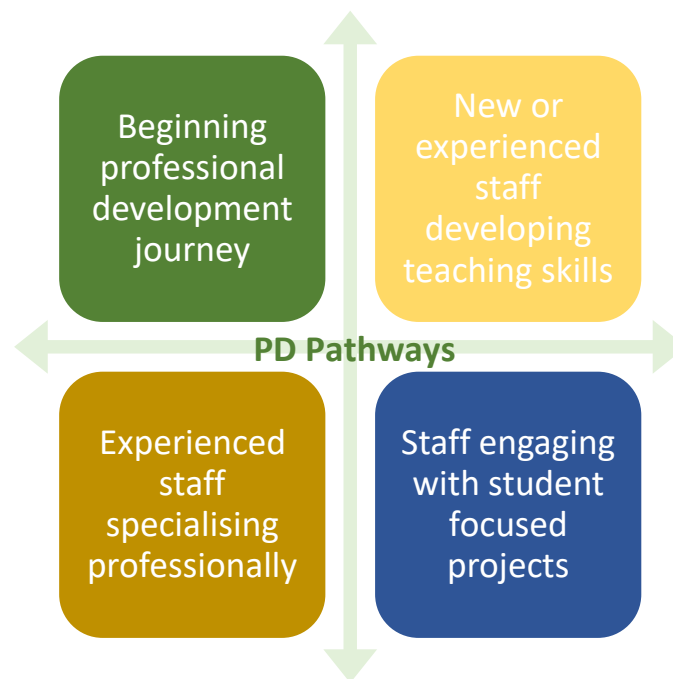 Beginning
professional
development
journey
New or
experienced
staff
developing
teaching skills
PD Pathways
Experienced
staff
specialising
professionally
Staff engaging
with student
focused
projects